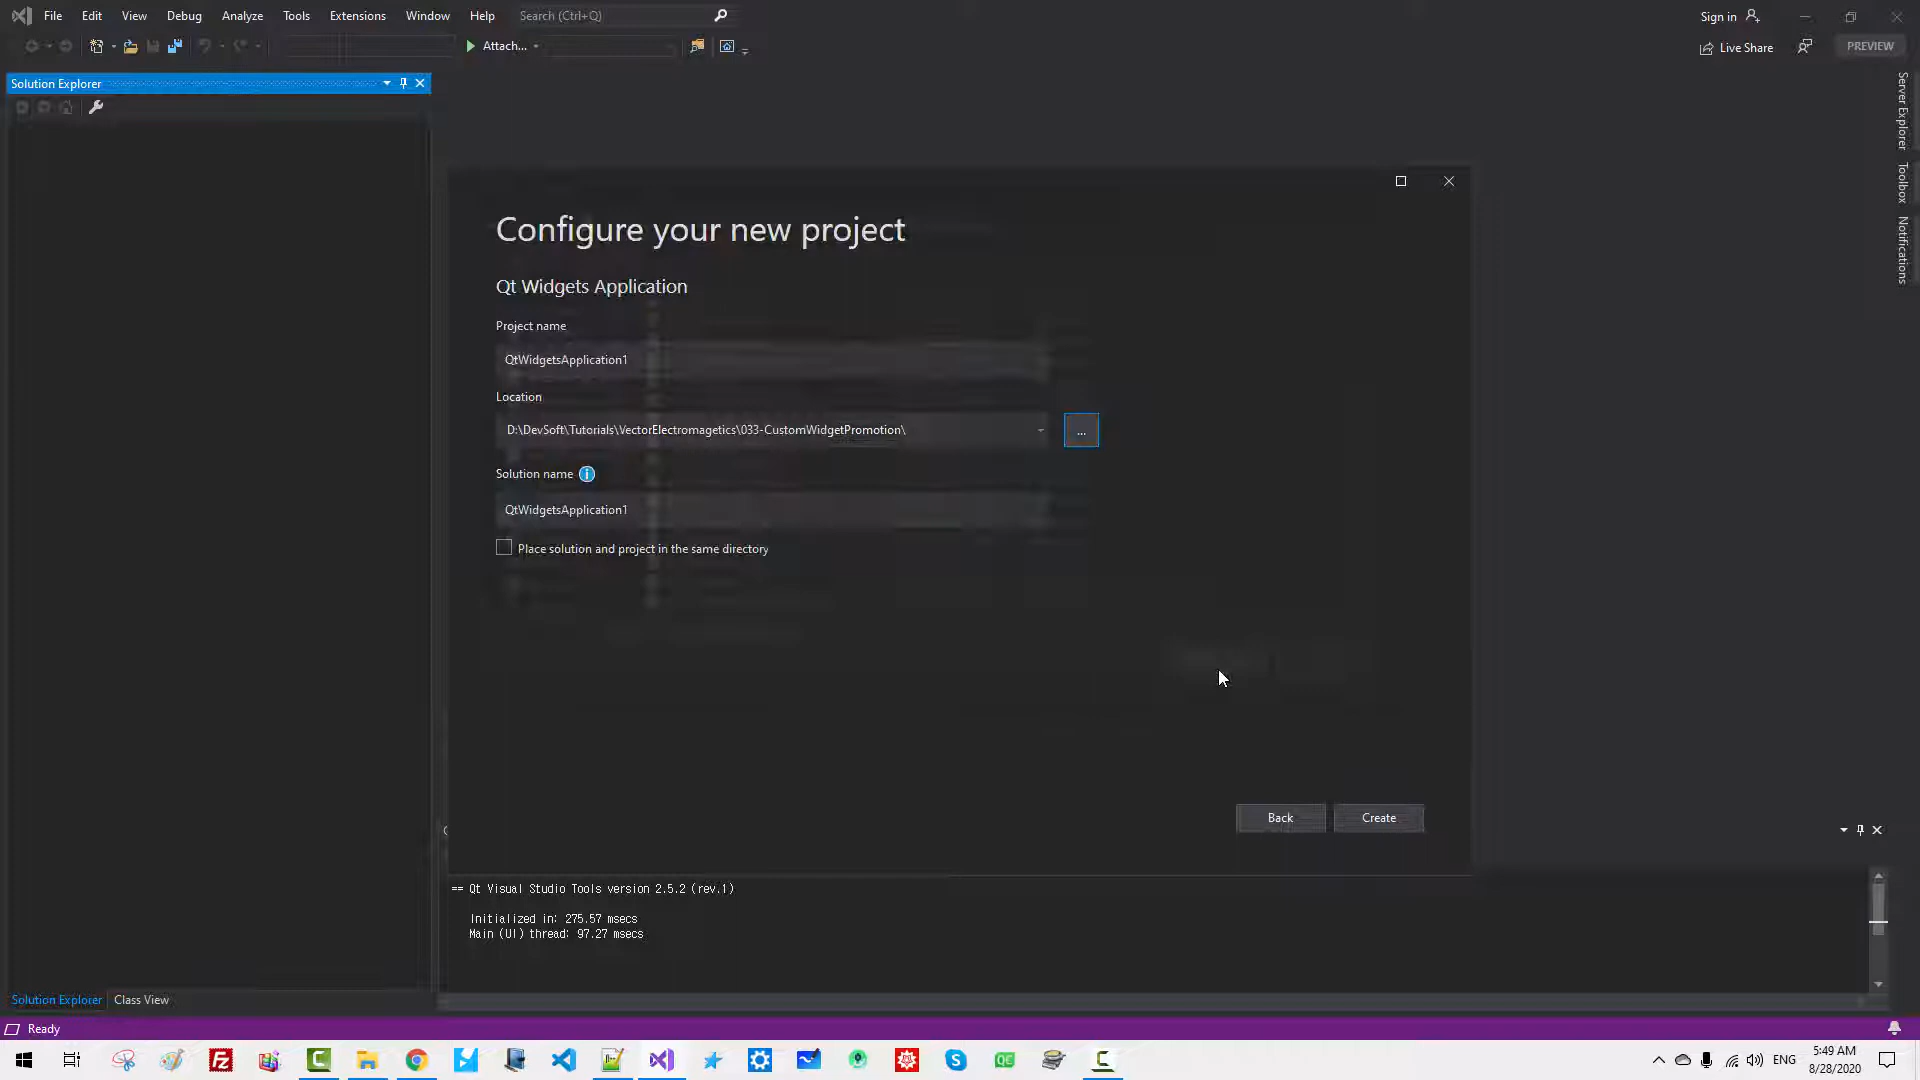 File Edit View Debug Analyze Tools Extensions Window Help Search (Ctrl+Q)
Sign in
Attach...
Live Share
PREVIEW
Solution Explorer
Server Explorer
Toolbox
Notifications
Configure your new project
Qt Widgets Application
Project name
QtWidgetsApplication1
Location
D:\DevSoft\Tutorials\VectorElectromagetics\033-CustomWidgetPromotion\
...
Solution name
QtWidgetsApplication1
Place solution and project in the same directory
Back Create
== Qt Visual Studio Tools version 2.5.2 (rev.1)
Initialized in: 275.57 msecs
Main (UI) thread: 97.27 msecs
Solution Explorer Class View
Ready
ENG
5:49 AM
8/28/2020